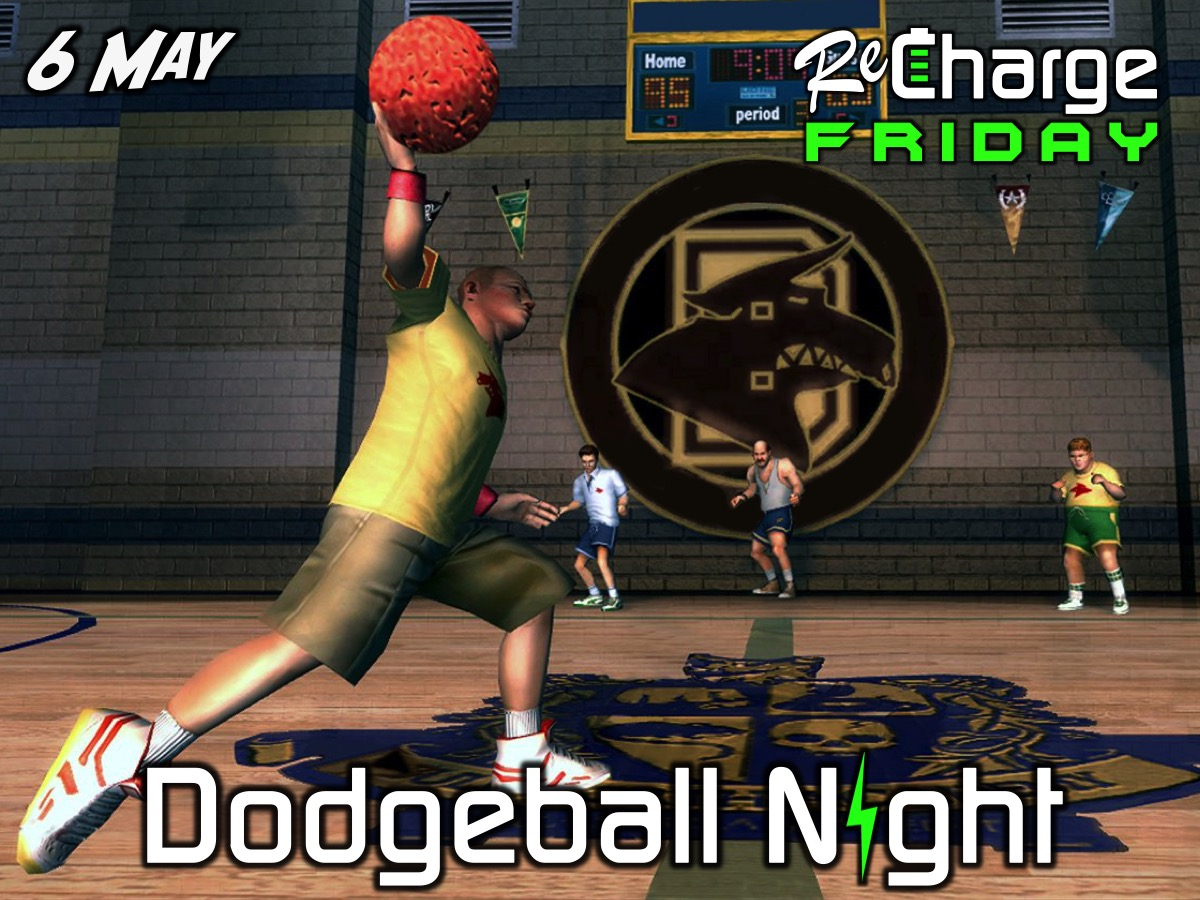 6 May
ReCharge
FRIDAY
Home
95
period
Dodgeball Night